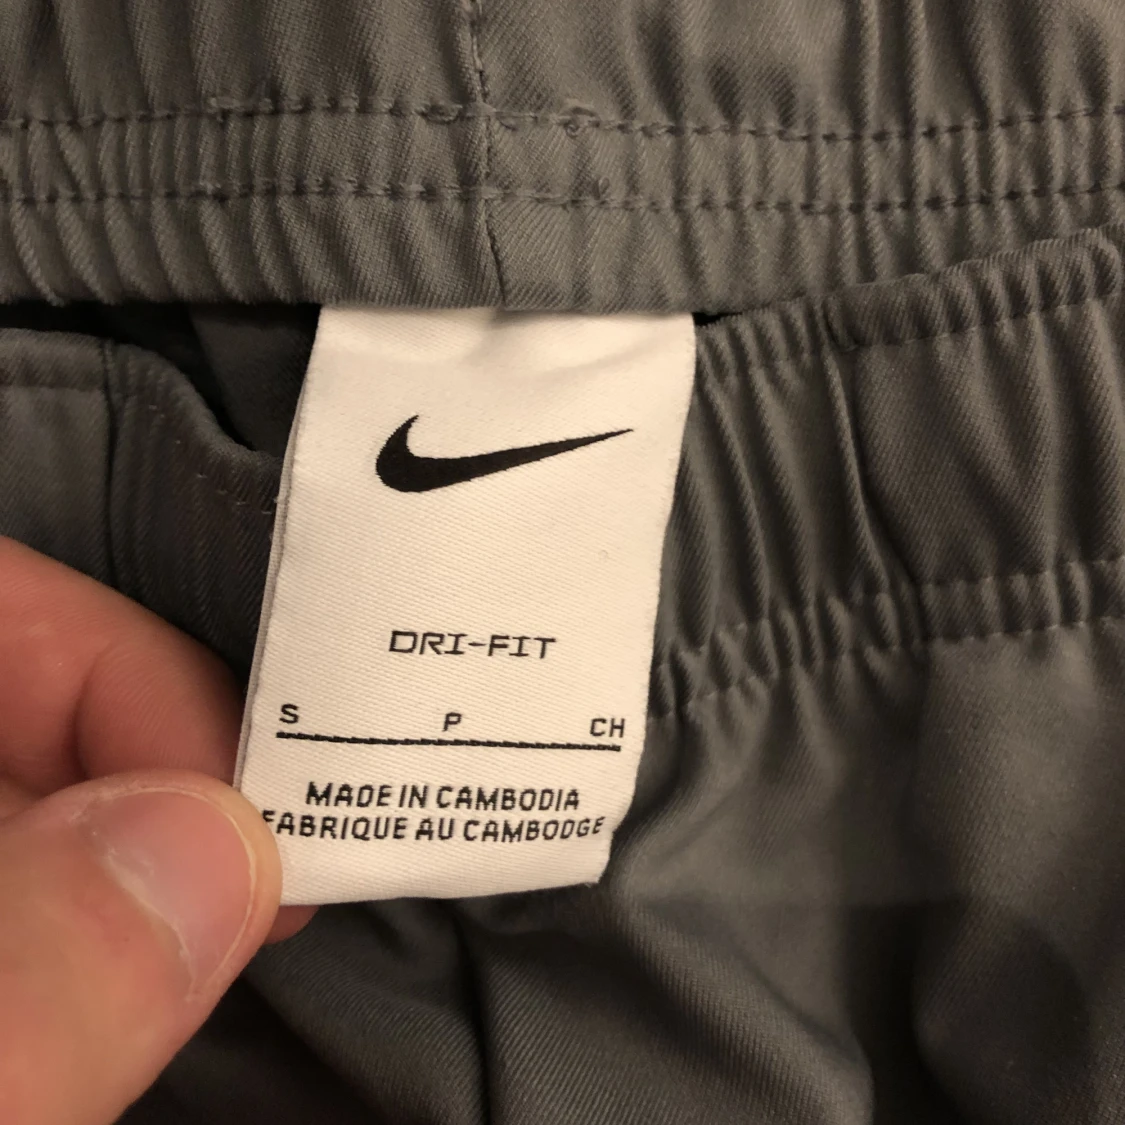 DRI-FIT
S P CH
MADE IN CAMBODIA
FABRIQUE AU CAMBODGE